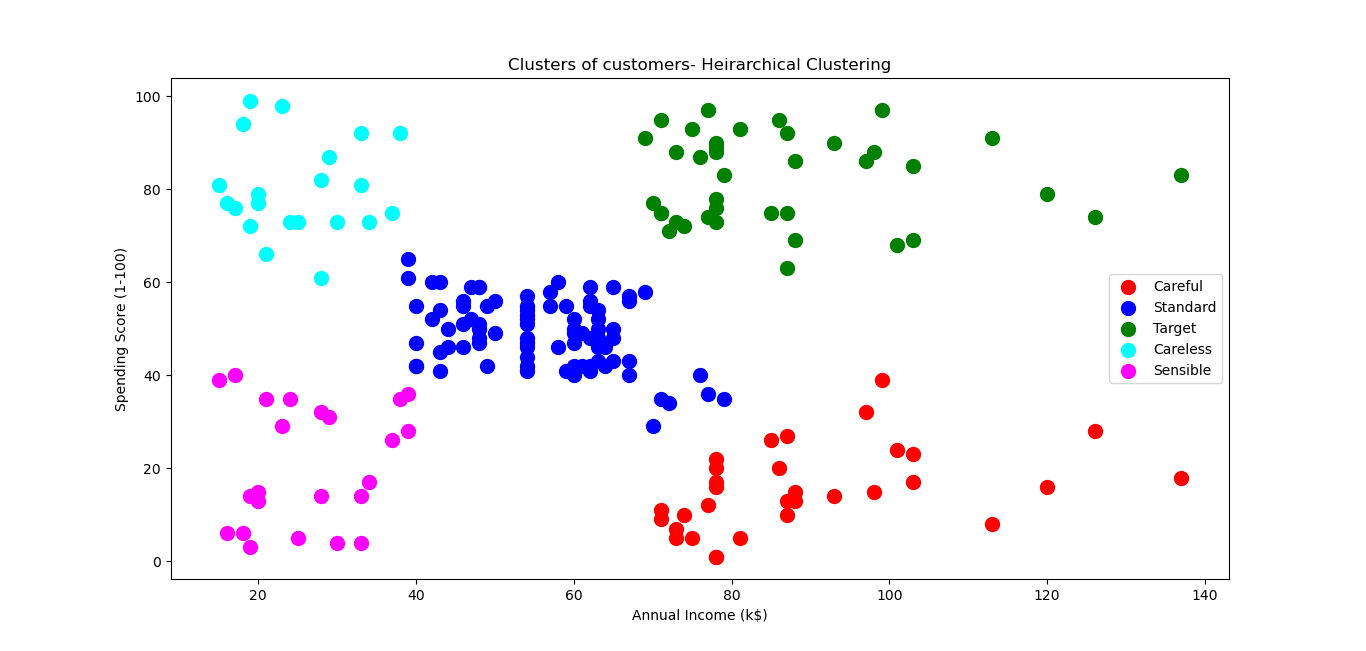 Clusters of customers- Heirarchical Clustering
100
80
60
40
20
0
Spending Score (1-100)
Careful
Standard
Target
Careless
Sensible
20 40 60 80 100 120 140
Annual Income (k$)